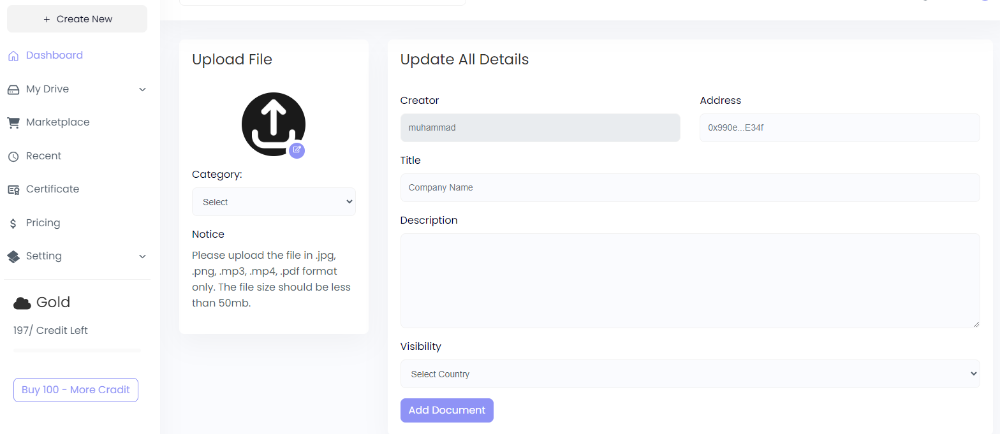 + Create New
Dashboard
My Drive
Marketplace
Recent
Certificate
$ Pricing
Setting
Gold
197/ Credit Left
Buy 100 - More Cradit
Upload File
Category:
Select
Notice
Please upload the file in .jpg,
.png, .mp3, .mp4, .pdf format
only. The file size should be less
than 50mb.
Update All Details
Creator
Address
muhammad
0x990e...E34f
Title
Company Name
Description
Visibility
Select Country
Add Document